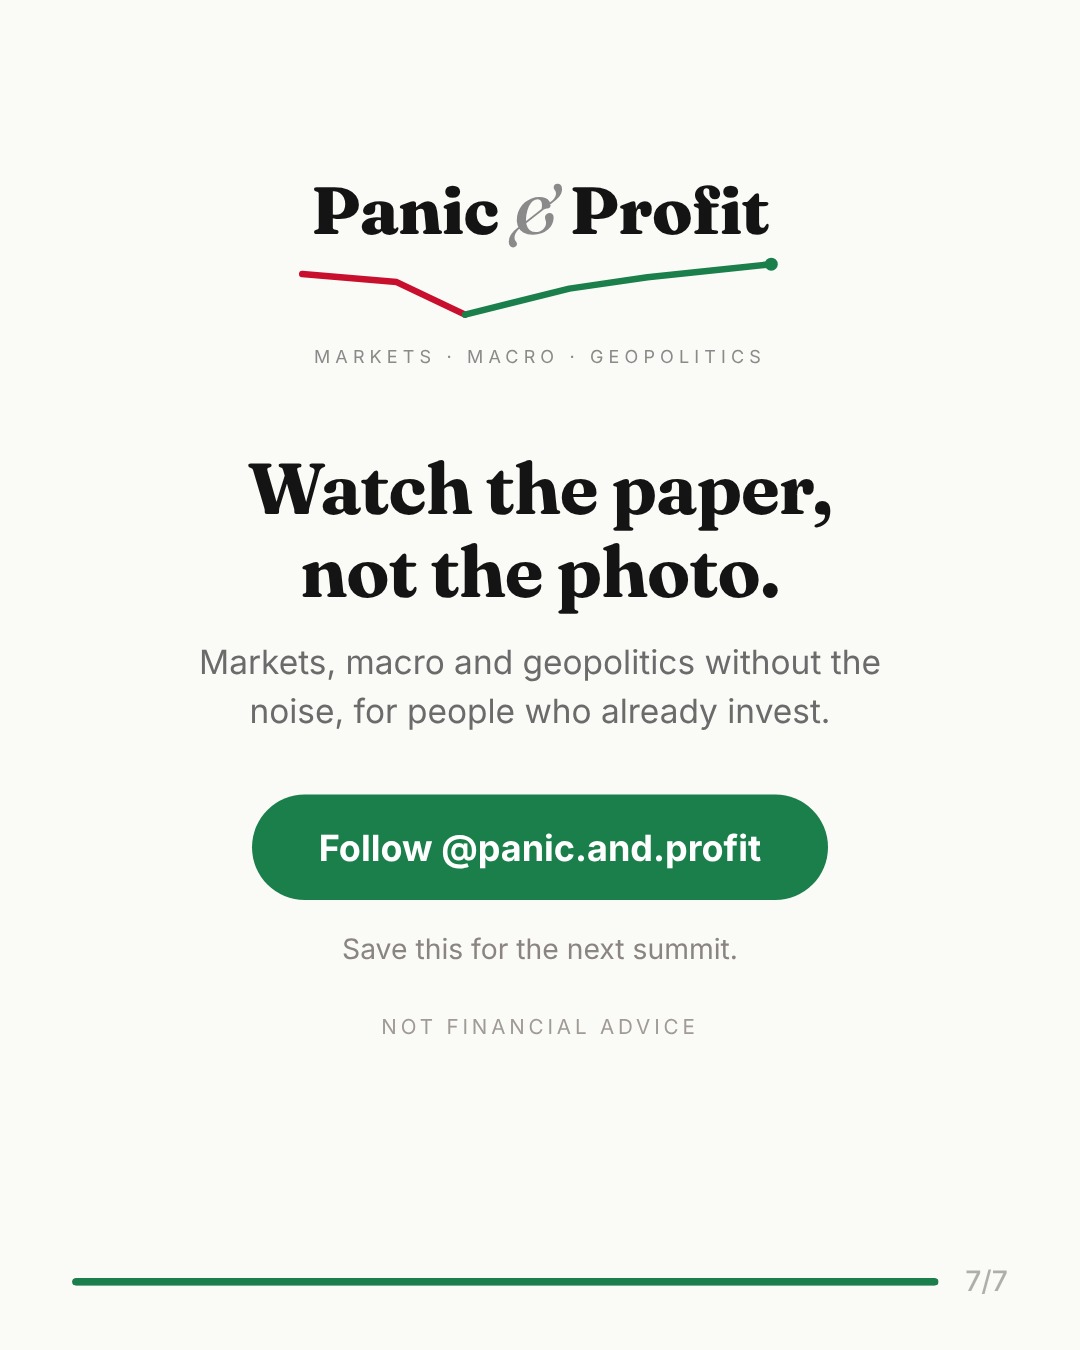 Panic & Profit
MARKETS · MACRO · GEOPOLITICS
Watch the paper,
not the photo.
Markets, macro and geopolitics without the
noise, for people who already invest.
Follow @panic.and.profit
Save this for the next summit.
NOT FINANCIAL ADVICE
7/7